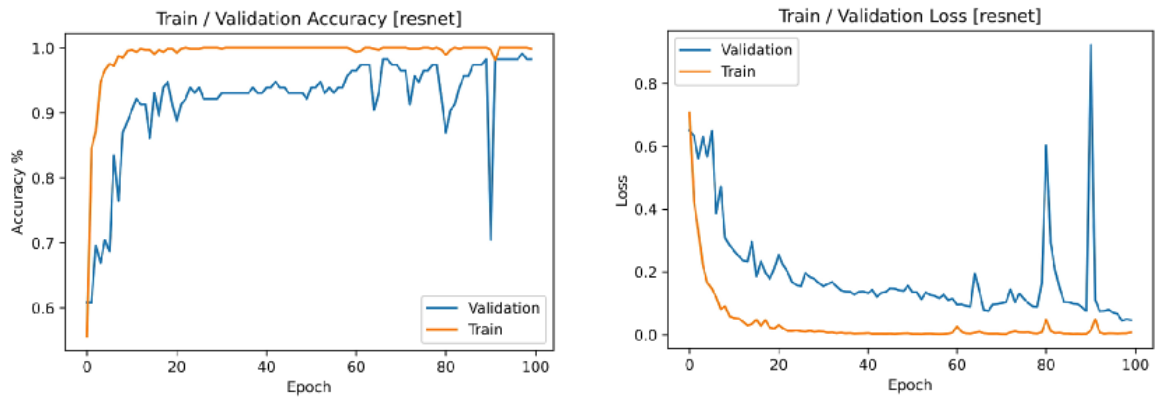 Train / Validation Accuracy [resnet]
Accuracy %
1.0
0.9
0.8
0.7
0.6
Validation
Train
0 20 40 60 80 100
Epoch
Train / Validation Loss [resnet]
Validation
Train
Loss
0.8
0.6
0.4
0.2
0.0
0 20 40 60 80 100
Epoch